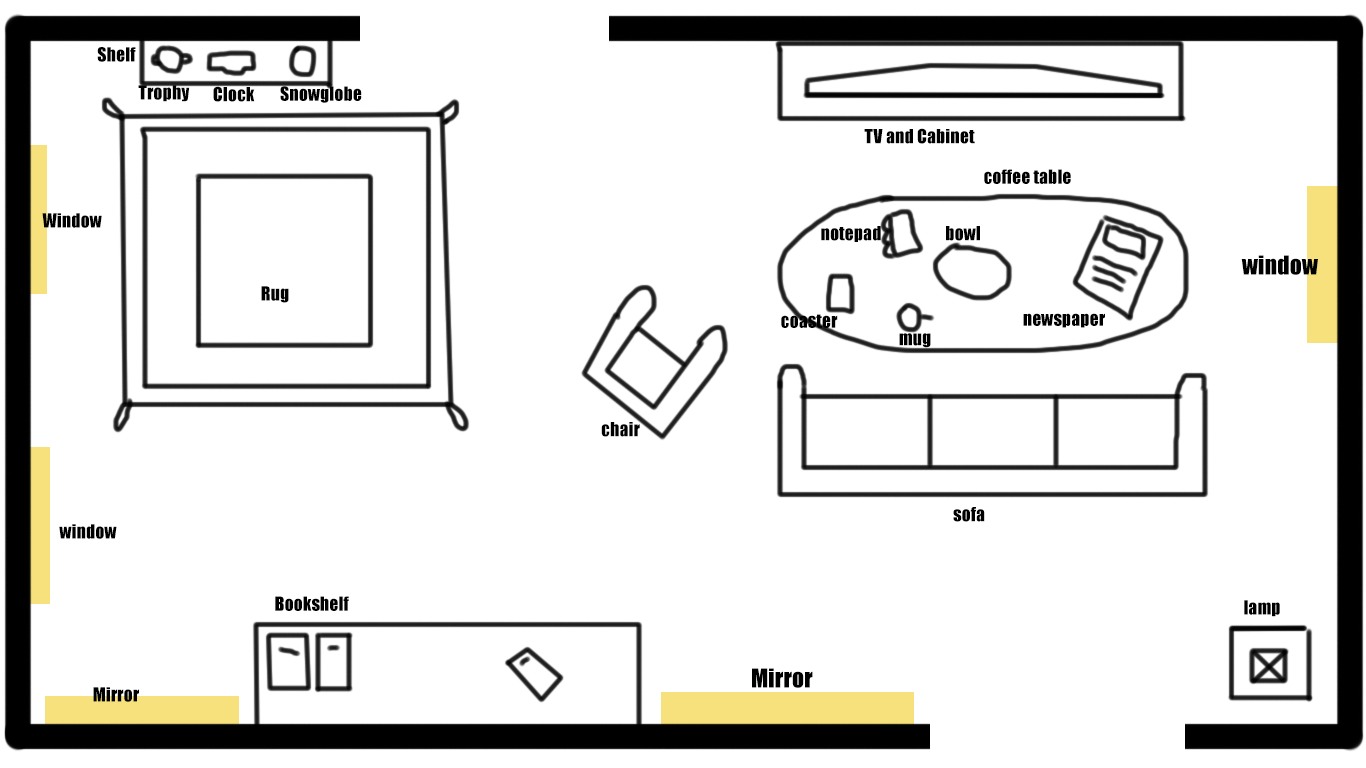 Shelf
Trophy
Clock
Snowglobe
TV and Cabinet
coffee table
Window
notepad
bowl
window
Rug
coaster
newspaper
mug
chair
sofa
window
Bookshelf
lamp
Mirror
Mirror